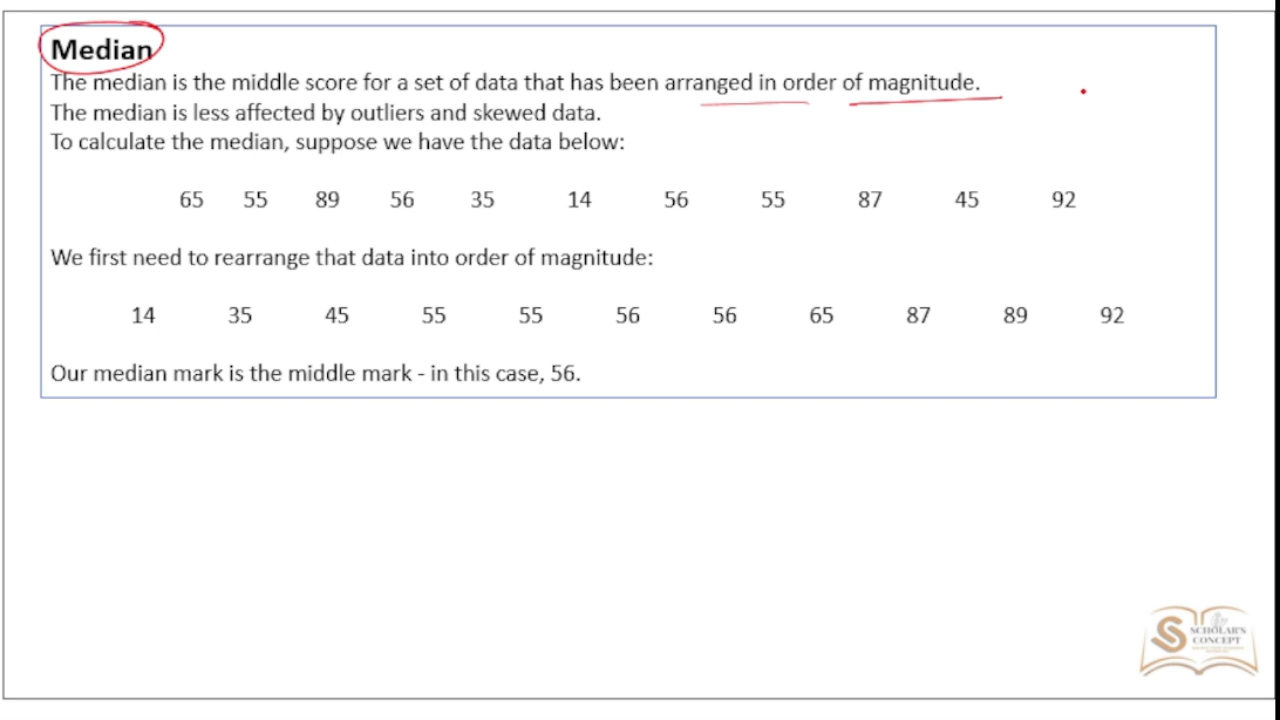 Median
The median is the middle score for a set of data that has been arranged in order of magnitude.
The median is less affected by outliers and skewed data.
To calculate the median, suppose we have the data below:
65 55 89 56 35 14 56 55 87 45 92
We first need to rearrange that data into order of magnitude:
14 35 45 55 55 56 56 65 87 89 92
Our median mark is the middle mark - in this case, 56.
SCHOLAR'S
CONCEPT